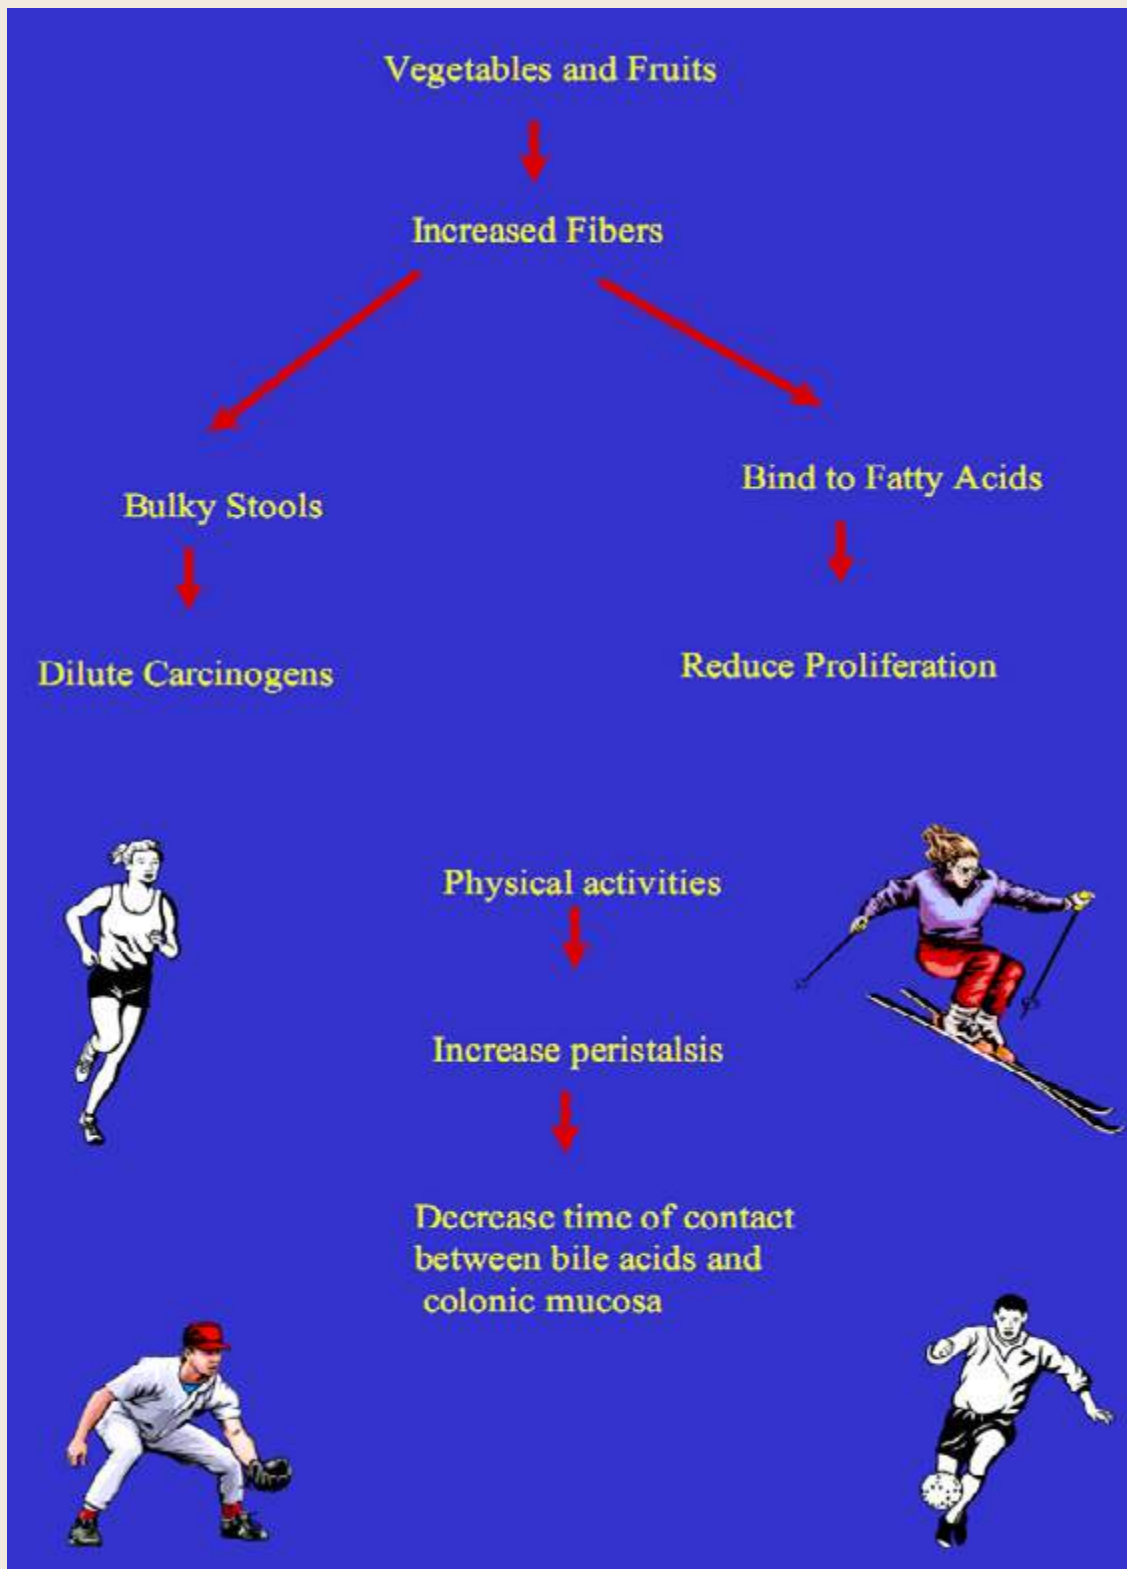 Vegetables and Fruits
Increased Fibers
Bulky Stools
Bind to Fatty Acids
Dilute Carcinogens
Reduce Proliferation
Physical activities
Increase peristalsis
Decrease time of contact
between bile acids and
colonic mucosa